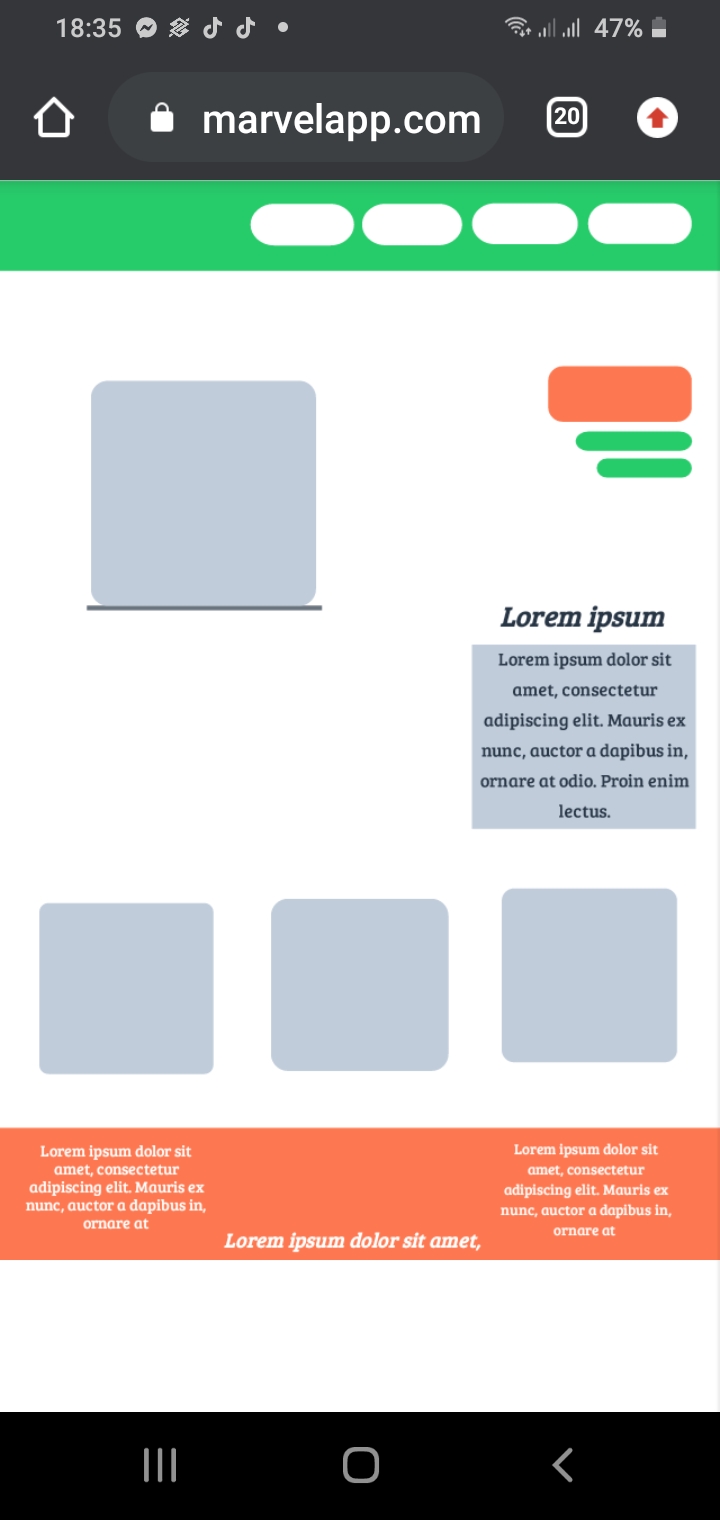 18:35
47%
marvelapp.com
20
Lorem ipsum
Lorem ipsum dolor sit
amet, consectetur
adipiscing elit. Mauris ex
nunc, auctor a dapibus in,
ornare at odio. Proin enim
lectus.
Lorem ipsum dolor sit
amet, consectetur
adipiscing elit. Mauris ex
nunc, auctor a dapibus in,
ornare at
Lorem ipsum dolor sit amet,
Lorem ipsum dolor sit
amet, consectetur
adipiscing elit. Mauris ex
nunc, auctor a dapibus in,
ornare at